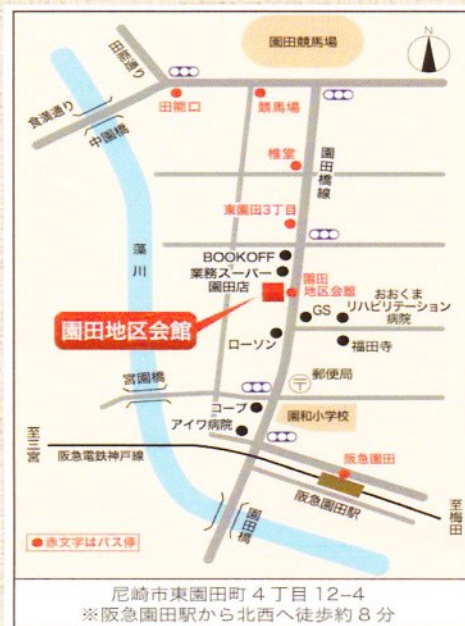 園田競馬場
N
田能通り
食満通り
田能口
競馬場
中園橋
椎堂
園田橋線
東園田3丁目
藻川
BOOKOFF
業務スーパー
園田店
園田
地区会館
おおくま
リハビリテーション
病院
GS
園田地区会館
ローソン
福田寺
宮園橋
〒
郵便局
コープ
園和小学校
アイワ病院
至三宮
阪急電鉄神戸線
阪急園田
阪急園田駅
至梅田
園田橋
●赤文字はバス停
尼崎市東園田町4丁目12-4
※阪急園田駅から北西へ徒歩約8分